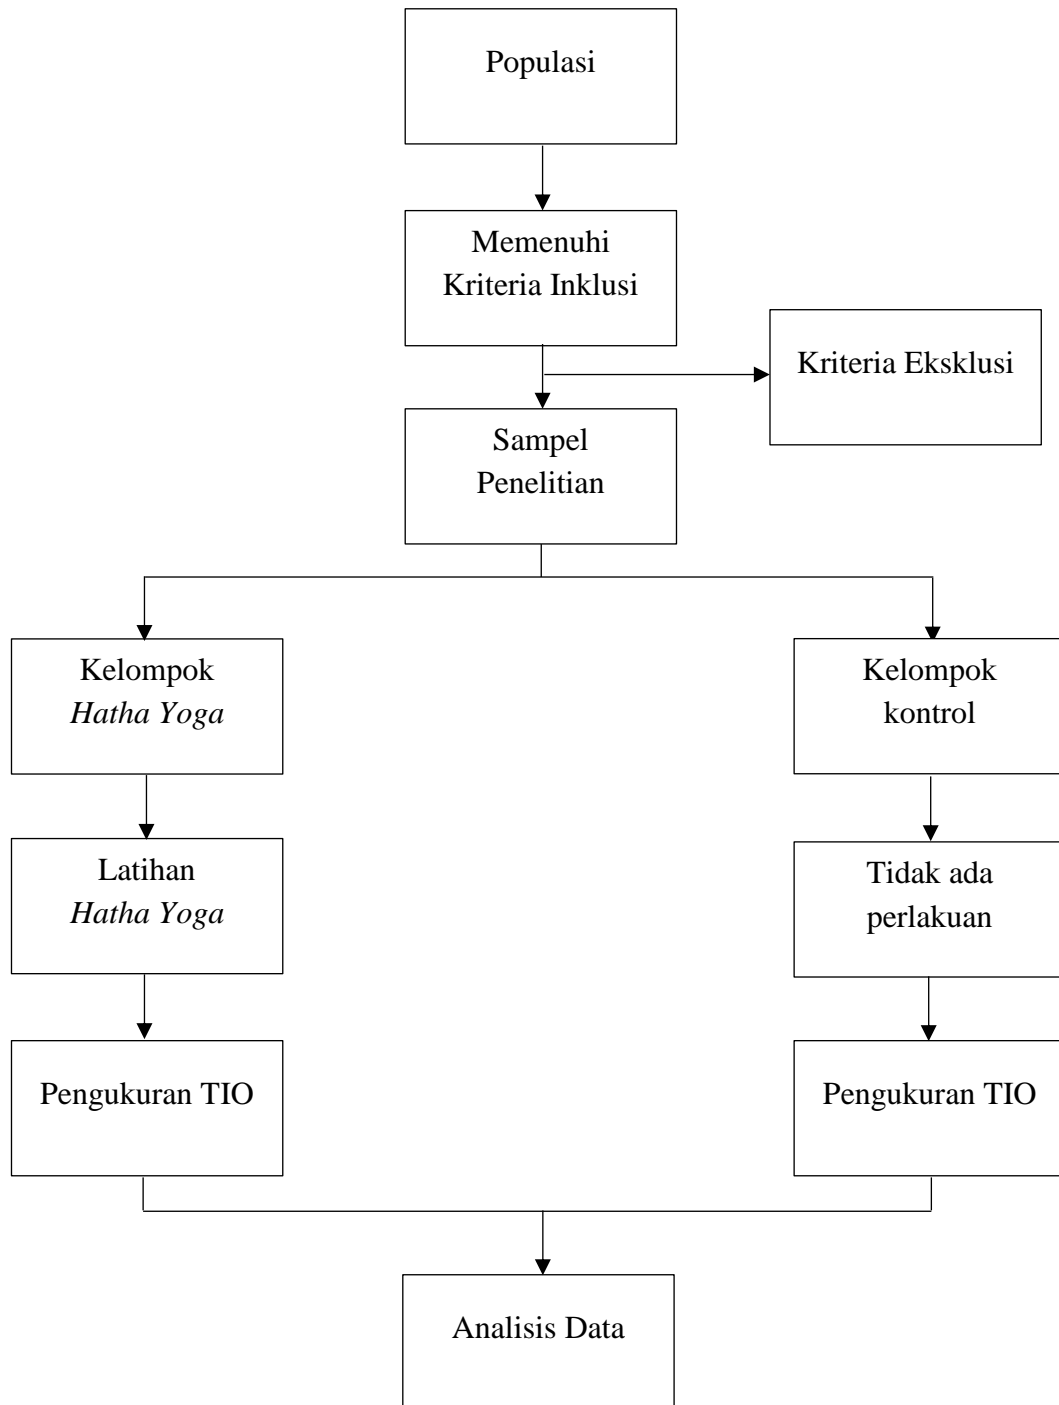 Populasi
Memenuhi
Kriteria Inklusi
Kriteria Eksklusi
Sampel
Penelitian
Kelompok
Hatha Yoga
Kelompok
kontrol
Latihan
Hatha Yoga
Tidak ada
perlakuan
Pengukuran TIO
Pengukuran TIO
Analisis Data